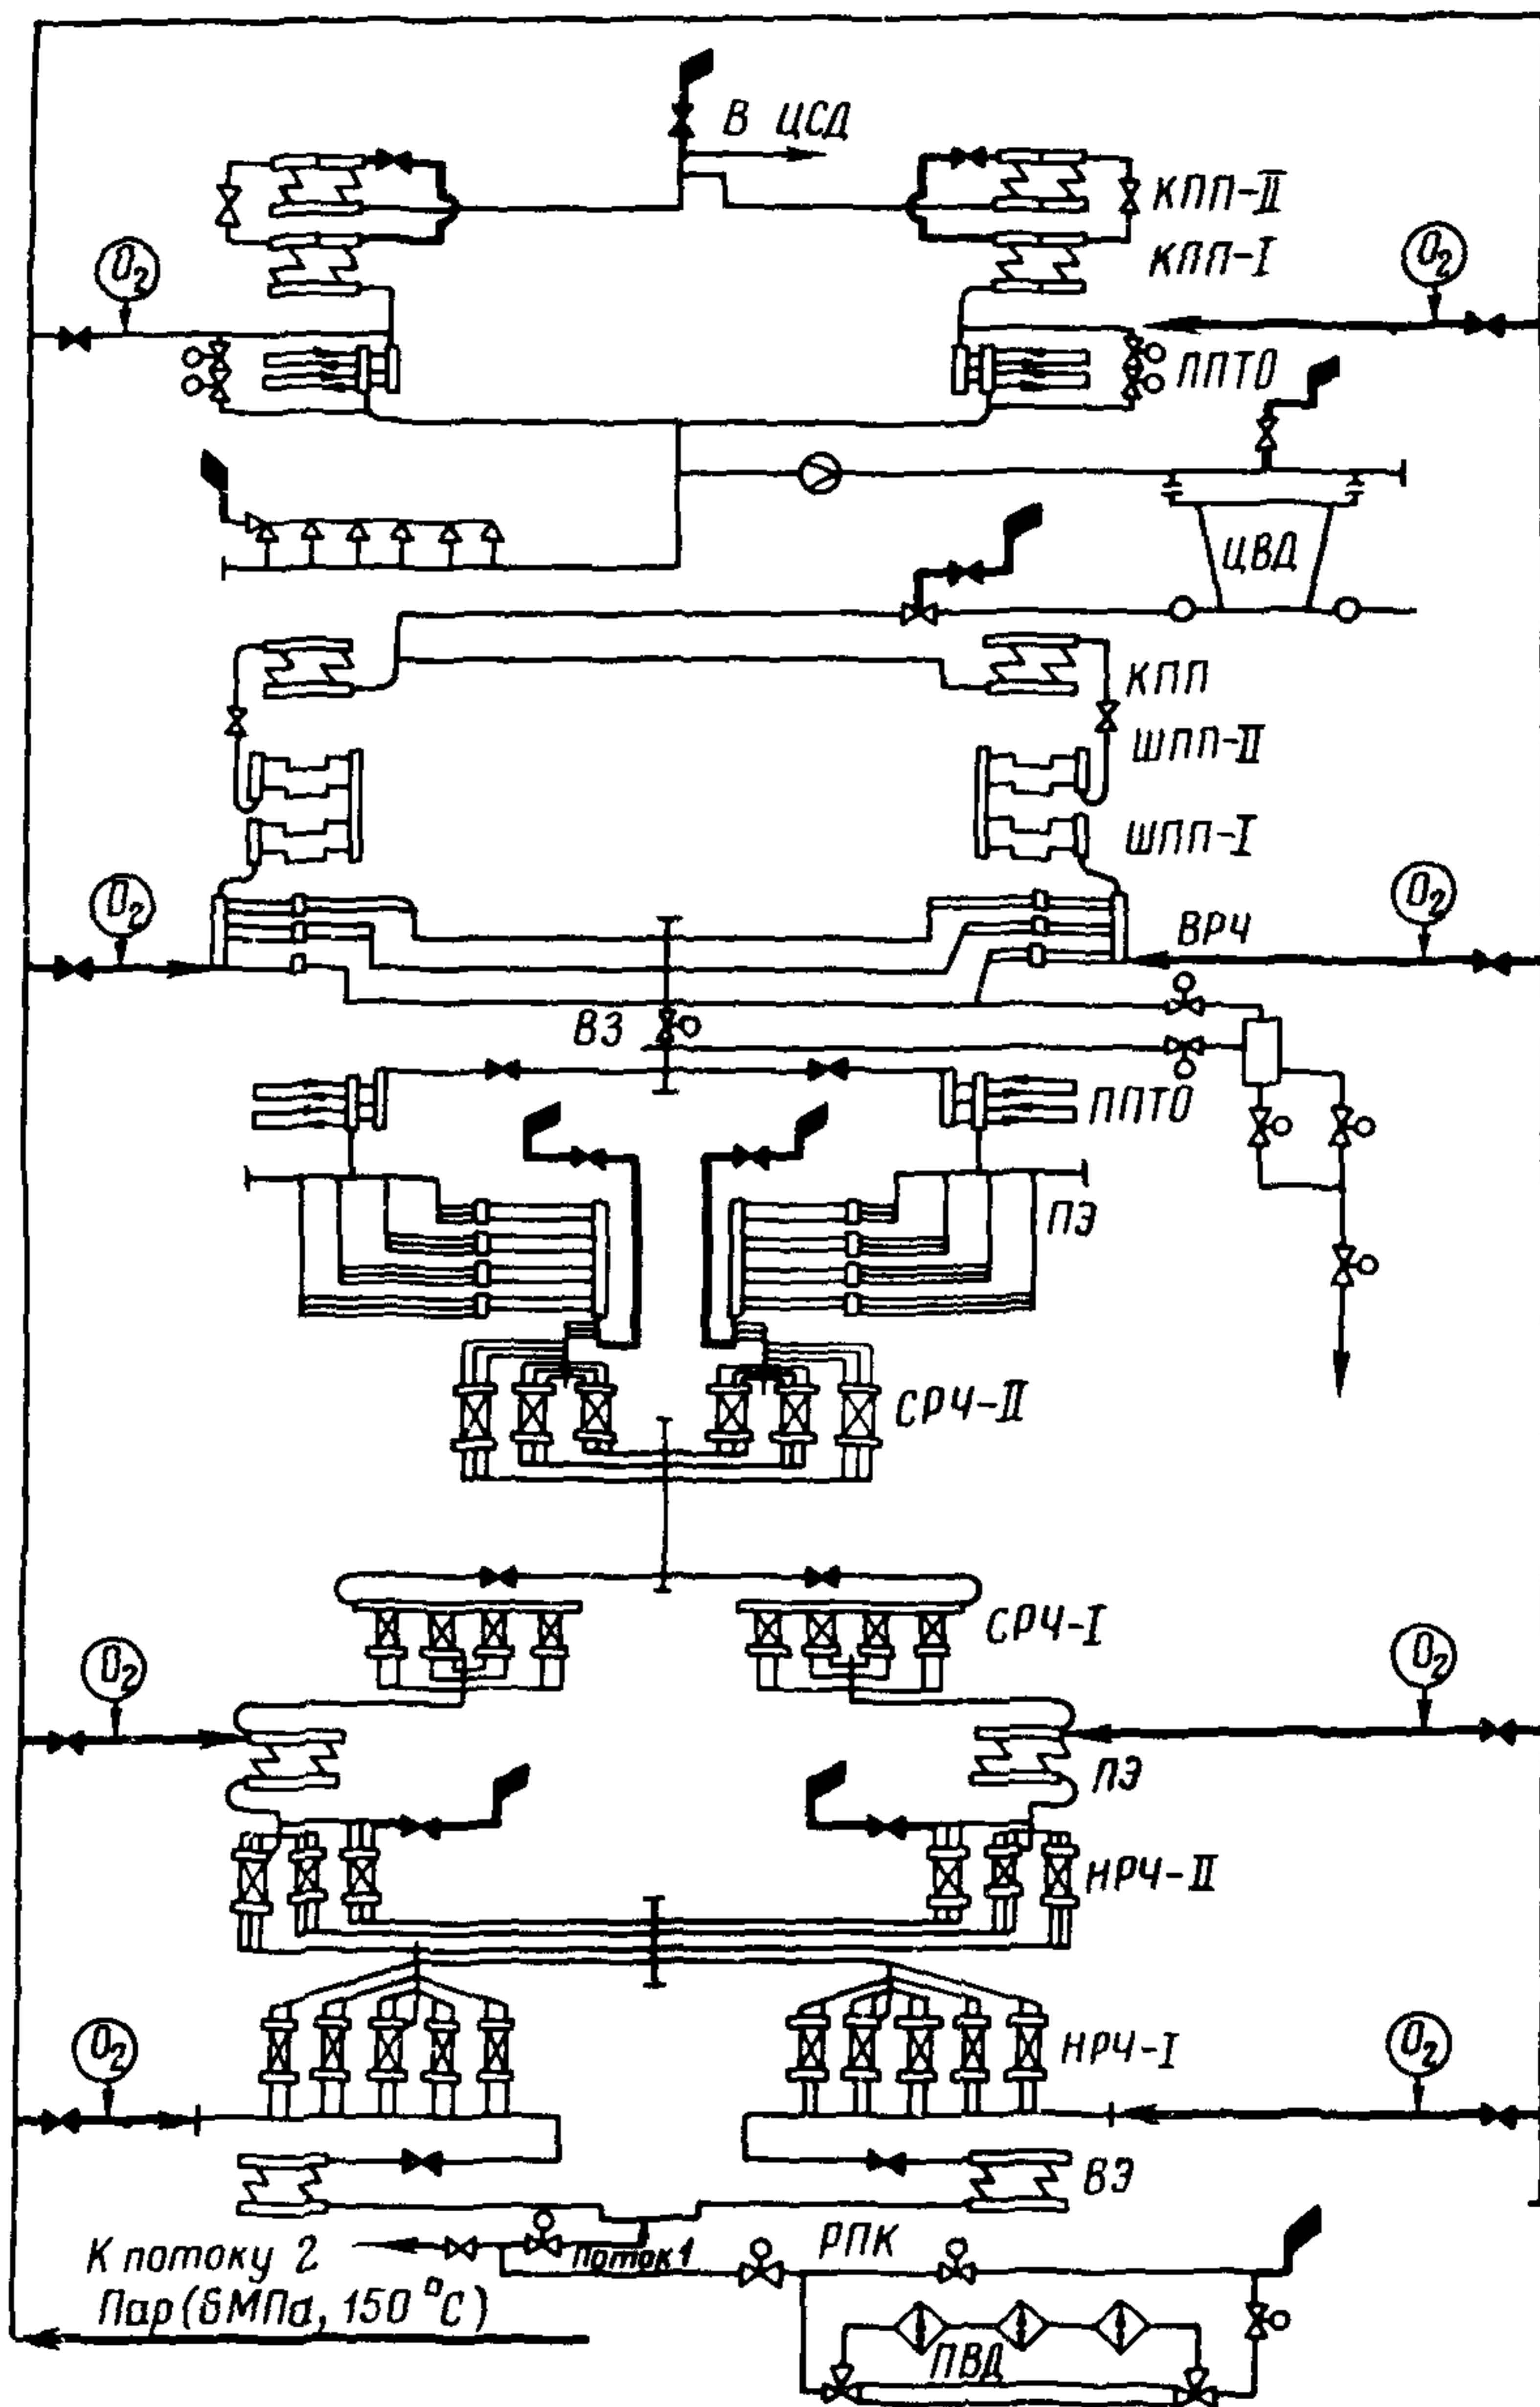 В ЦСД
КПП-II
КПП-I
O2
O2
ППТО
ЦВД
КПП
ШПП-II
ШПП-I
O2
O2
ВРЧ
ВЗ
ППТО
ПЭ
СРЧ-II
СРЧ-I
O2
O2
ПЭ
НРЧ-II
НРЧ-I
O2
O2
ВЭ
К потоку 2
Поток 1
РПК
Пар (6МПа, 150 °С)
ПВД